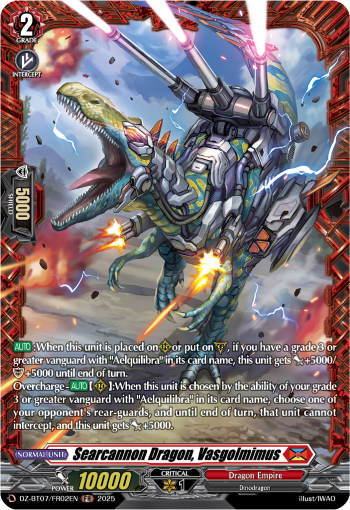 2
GRADE
INTERCEPT
5000
SHIELD
AUTO :When this unit is placed on R or put on G, if you have a grade 3 or
greater vanguard with "Aelquilibra" in its card name, this unit gets +5000/
+5000 until end of turn.
Overcharge - AUTO【R】:When this unit is chosen by the ability of your grade
3 or greater vanguard with "Aelquilibra" in its card name, choose one of
your opponent's rear-guards, and until end of turn, that unit cannot
intercept, and this unit gets +5000.
NORMAL UNIT Searcannon Dragon, Vasgolmimus
POWER 10000 CRITICAL 1
Dragon Empire
Dinodragon
DZ-BT07/FR02EN FR 2025 illust/IWAO